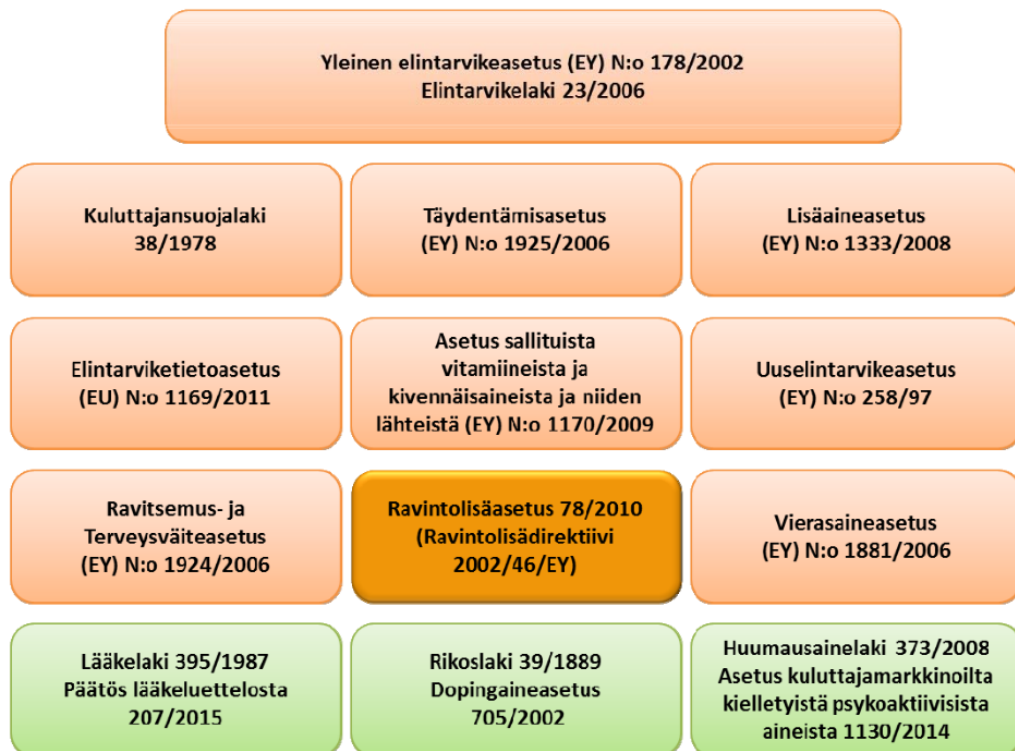 Yleinen elintarvikeasetus (EY) N:o 178/2002
Elintarvikelaki 23/2006
Kuluttajansuojalaki
38/1978
Täydentämisasetus
(EY) N:o 1925/2006
Lisäaineasetus
(EY) N:o 1333/2008
Elintarviketietoasetus
(EU) N:o 1169/2011
Asetus sallituista
vitamiineista ja
kivennäisaineista ja niiden
lähteistä (EY) N:o 1170/2009
Uuselintarvikeasetus
(EY) N:o 258/97
Ravitsemus- ja
Terveysväiteasetus
(EY) N:o 1924/2006
Ravintolisäasetus 78/2010
(Ravintolisädirektiivi
2002/46/EY)
Vierasaineasetus
(EY) N:o 1881/2006
Lääkelaki 395/1987
Päätös lääkeluettelosta
207/2015
Rikoslaki 39/1889
Dopingaineasetus
705/2002
Huumausainelaki 373/2008
Asetus kuluttajamarkkinoilta
kielletyistä psykoaktiivisista
aineista 1130/2014